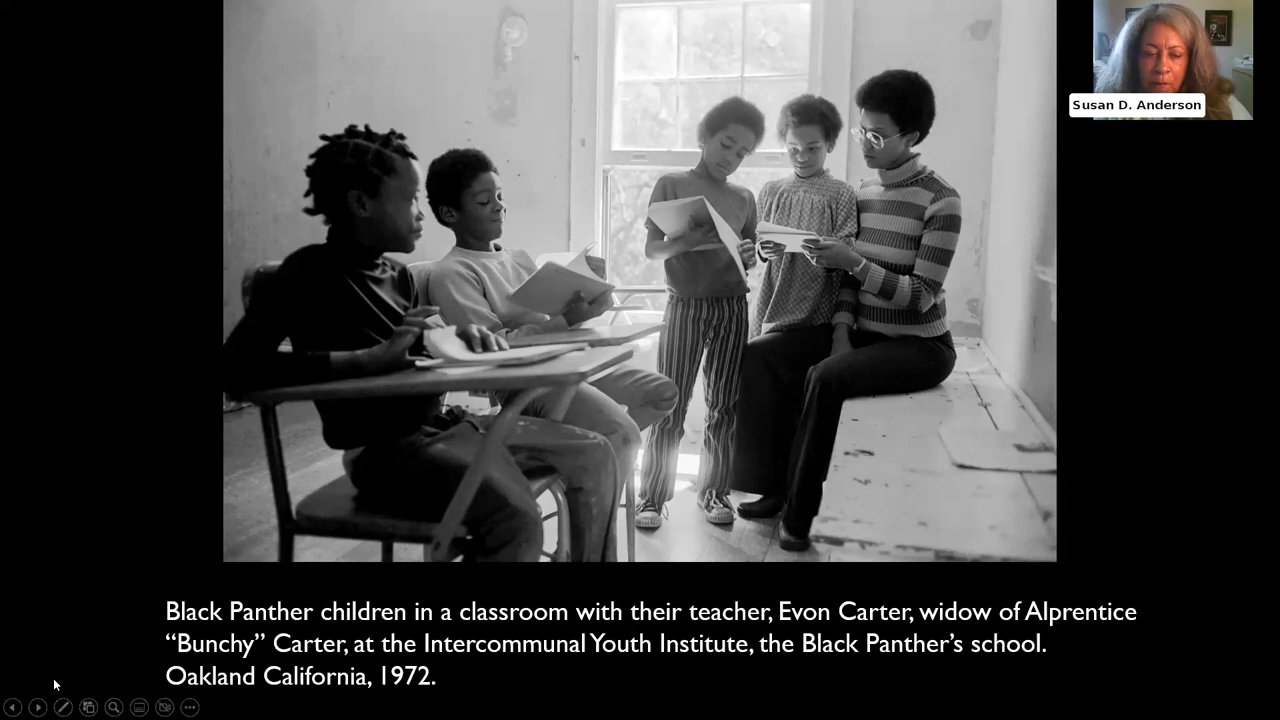 Susan D. Anderson
Black Panther children in a classroom with their teacher, Evon Carter, widow of Alprentice
“Bunchy” Carter, at the Intercommunal Youth Institute, the Black Panther’s school.
Oakland California, 1972.